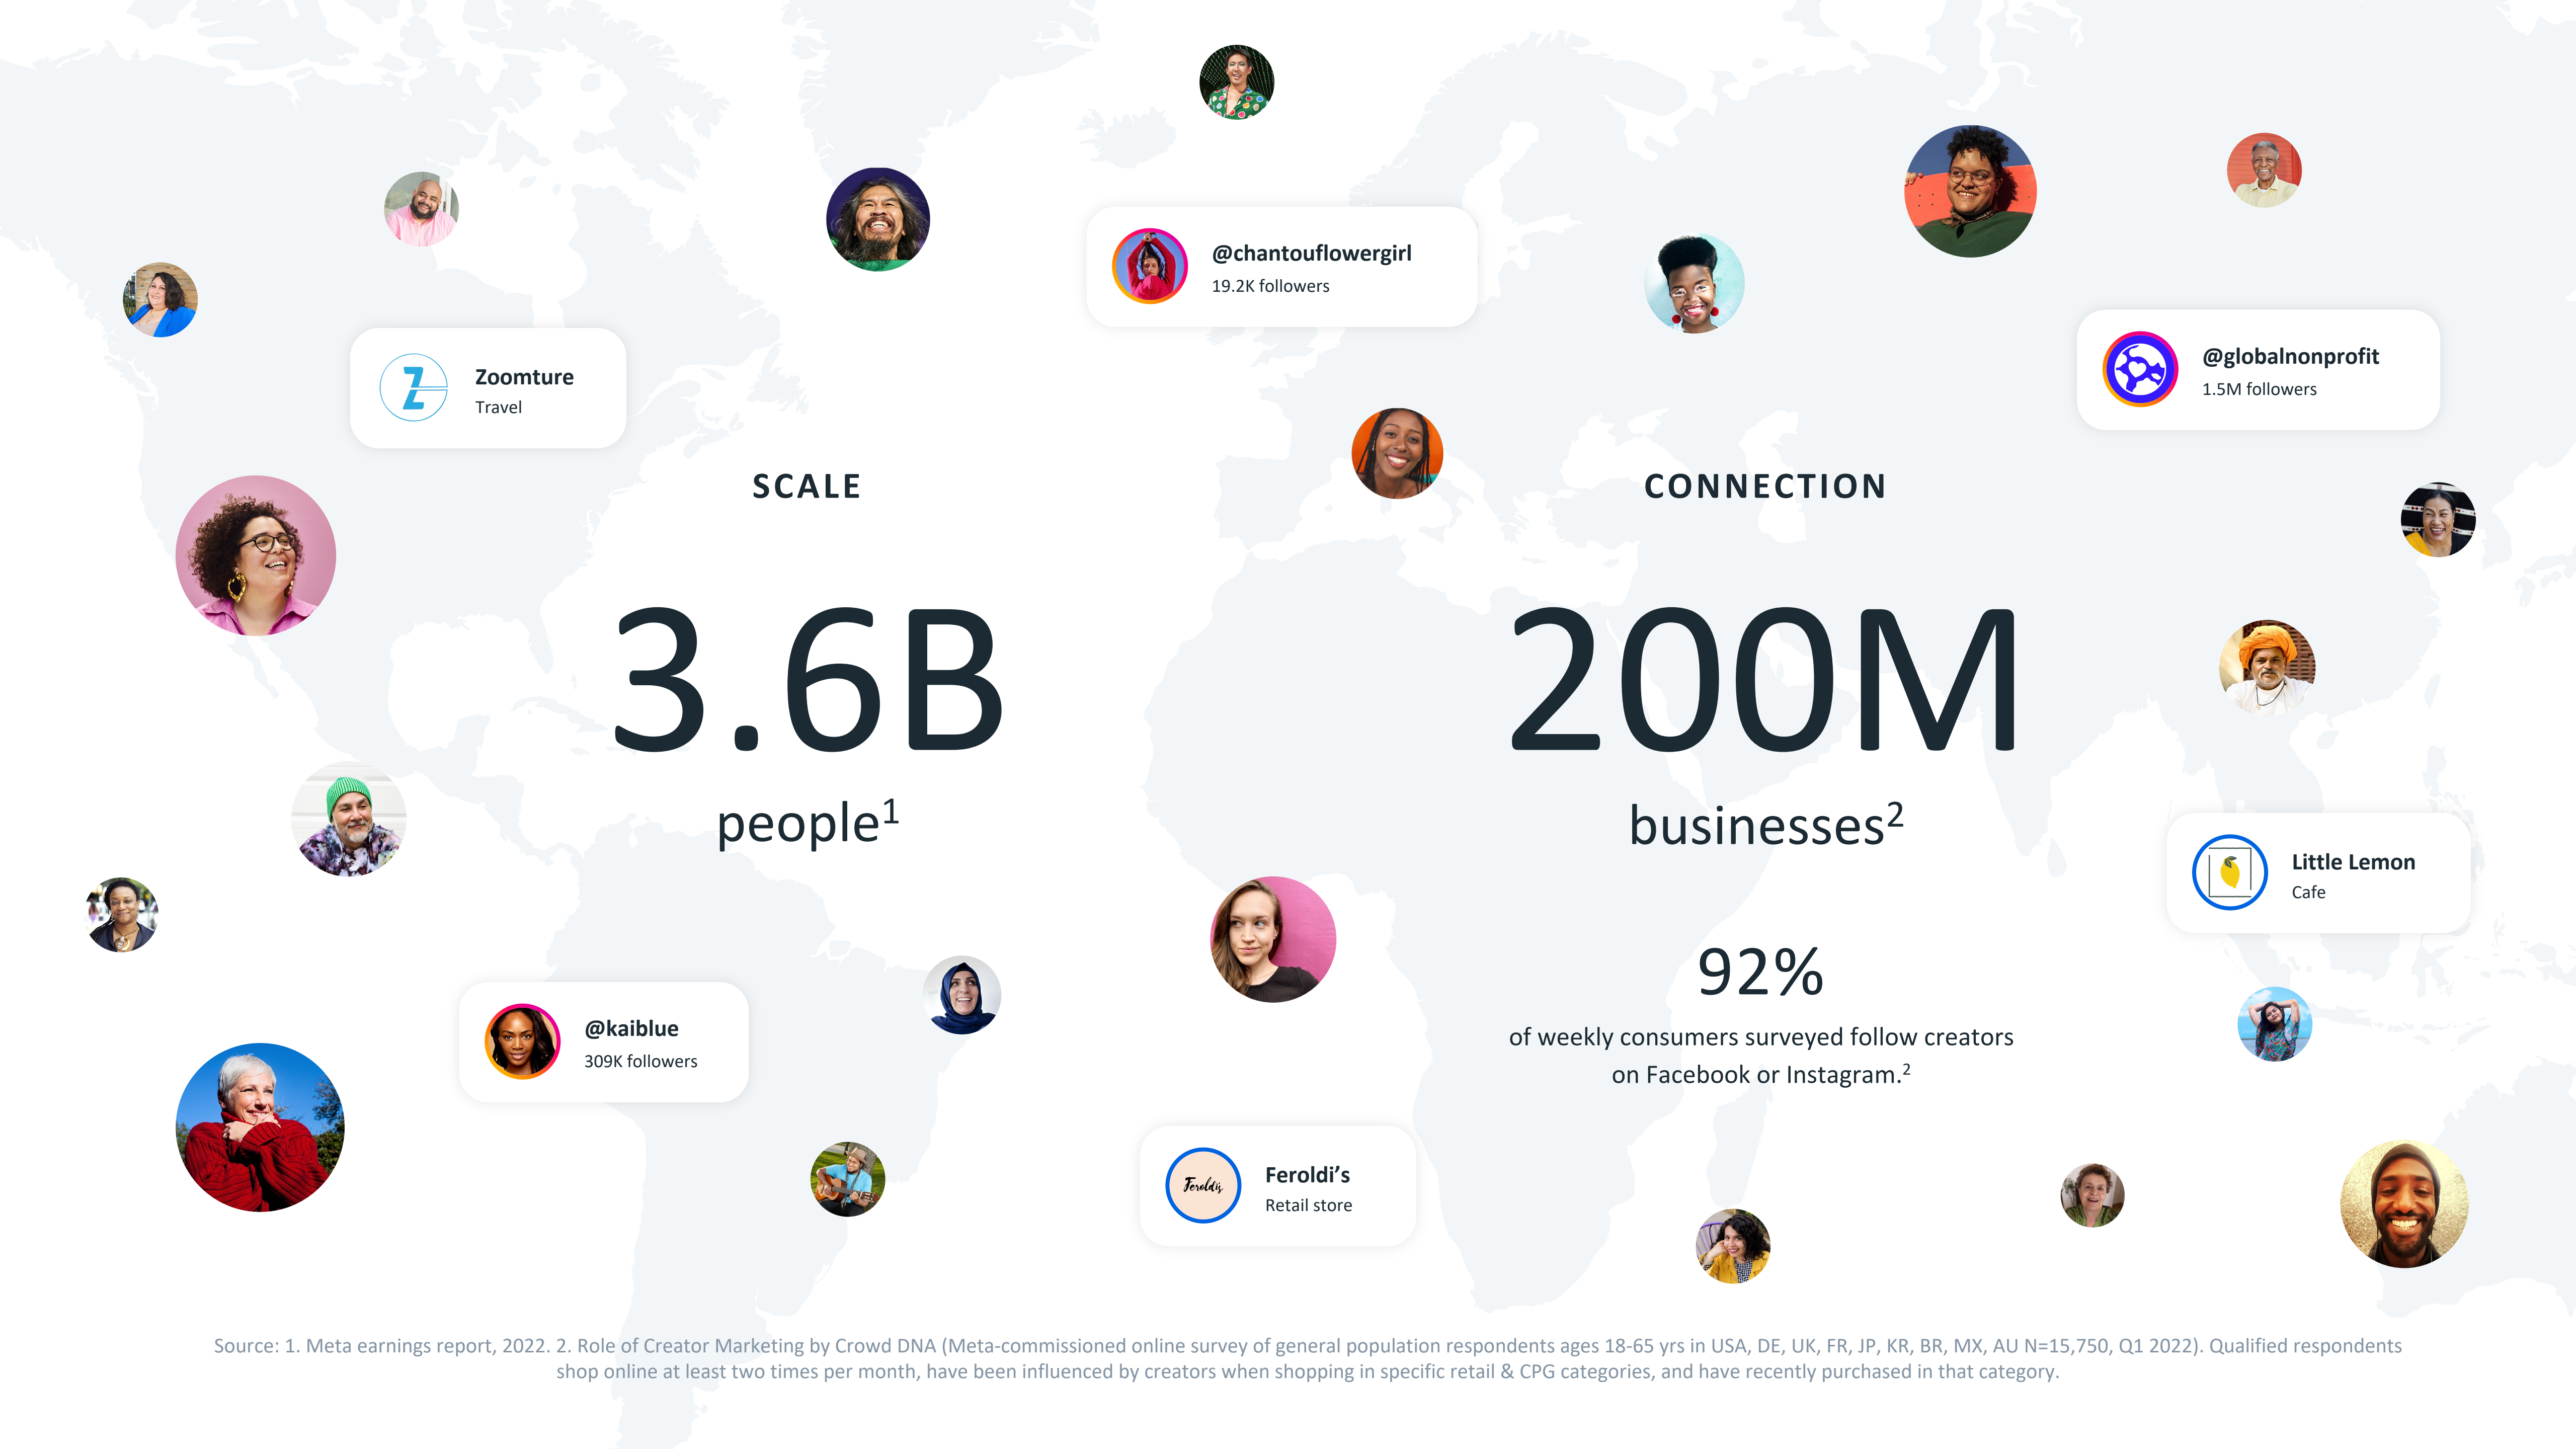 @chantouflowergirl
19.2K followers
@globalnonprofit
1.5M followers
Z
Zoomture
Travel
SCALE
3.6B
people¹
CONNECTION
200M
businesses²
92%
of weekly consumers surveyed follow creators
on Facebook or Instagram.²
Little Lemon
Cafe
@kaiblue
309K followers
Feroldis
Feroldi’s
Retail store
Source: 1. Meta earnings report, 2022. 2. Role of Creator Marketing by Crowd DNA (Meta-commissioned online survey of general population respondents ages 18-65 yrs in USA, DE, UK, FR, JP, KR, BR, MX, AU N=15,750, Q1 2022). Qualified respondents
shop online at least two times per month, have been influenced by creators when shopping in specific retail & CPG categories, and have recently purchased in that category.